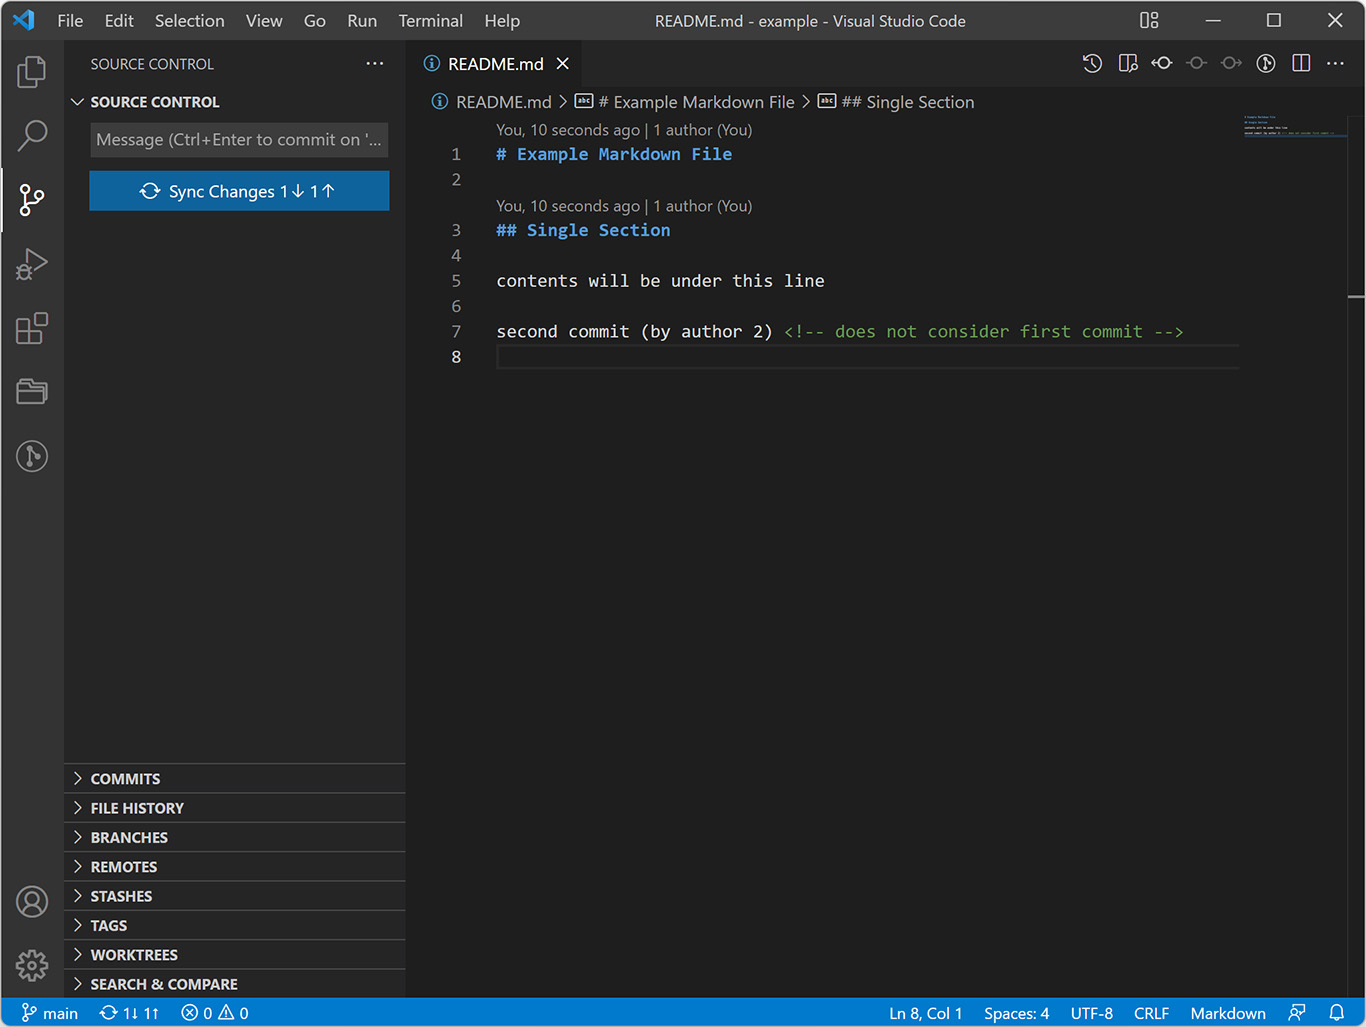 File Edit Selection View Go Run Terminal Help README.md - example - Visual Studio Code
SOURCE CONTROL
SOURCE CONTROL
Message (Ctrl+Enter to commit on '...
Sync Changes 1↓ 1↑
COMMITS
FILE HISTORY
BRANCHES
REMOTES
STASHES
TAGS
WORKTREES
SEARCH & COMPARE
README.md
README.md > # Example Markdown File > ## Single Section
You, 10 seconds ago | 1 author (You)
1 # Example Markdown File
2
You, 10 seconds ago | 1 author (You)
3 ## Single Section
4
5 contents will be under this line
6
7 second commit (by author 2) <!-- does not consider first commit -->
8
main 1↓ 1↑ 0 0 Ln 8, Col 1 Spaces: 4 UTF-8 CRLF Markdown